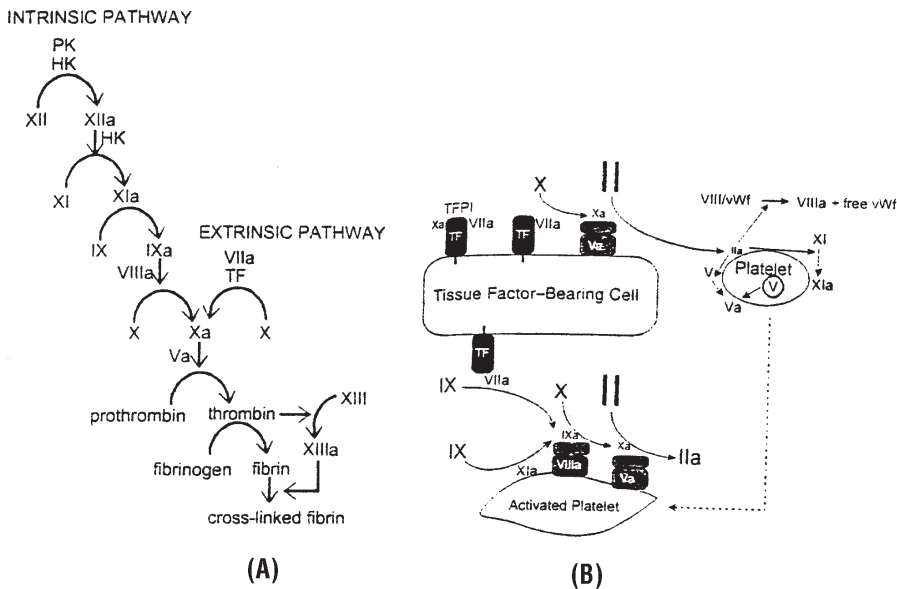 INTRINSIC PATHWAY
PK
HK
XII XIIa
HK
XI XIa
IX IXa
EXTRINSIC PATHWAY
VIIa
TF
VIIIa
X Xa X
Va
prothrombin thrombin XIII
fibrinogen fibrin XIIIa
cross-linked fibrin
(A)
X II
Xa
Va
TFPI
Xa VIIa
TF
VIIa
TF
Tissue Factor–Bearing Cell
VIII/vWf VIIIa + free vWf
IIa XI
V Platelet
V
Va XIa
TF
VIIa
IX X II
IXa Xa IIa
IX VIIIa
XIa Va
Activated Platelet
(B)